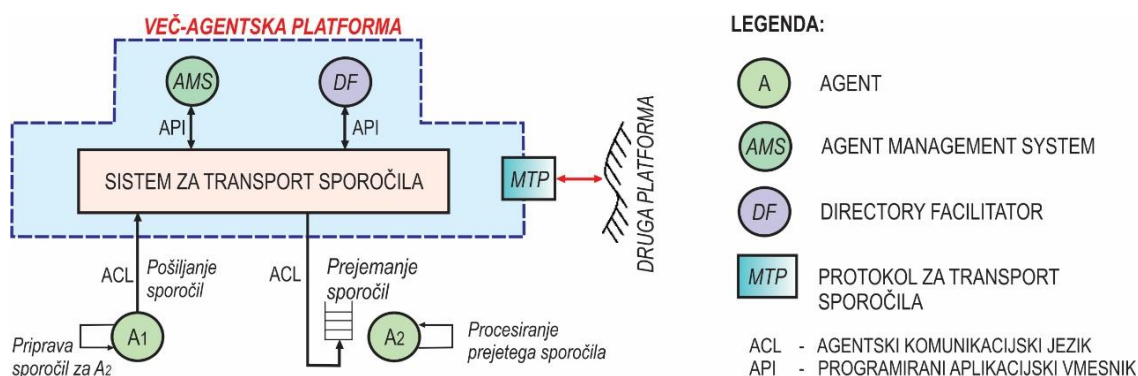 VEČ-AGENTSKA PLATFORMA
AMS
DF
API
API
SISTEM ZA TRANSPORT SPOROČILA
MTP
DRUGA PLATFORMA
ACL
Pošiljanje
sporočil
ACL
Prejemanje
sporočil
A1
Priprava
sporočil za A2
A2
Procesiranje
prejetega sporočila
LEGENDA:
A
AGENT
AMS
AGENT MANAGEMENT SYSTEM
DF
DIRECTORY FACILITATOR
MTP
PROTOKOL ZA TRANSPORT
SPOROČILA
ACL - AGENTSKI KOMUNIKACIJSKI JEZIK
API - PROGRAMIRANI APLIKACIJSKI VMESNIK